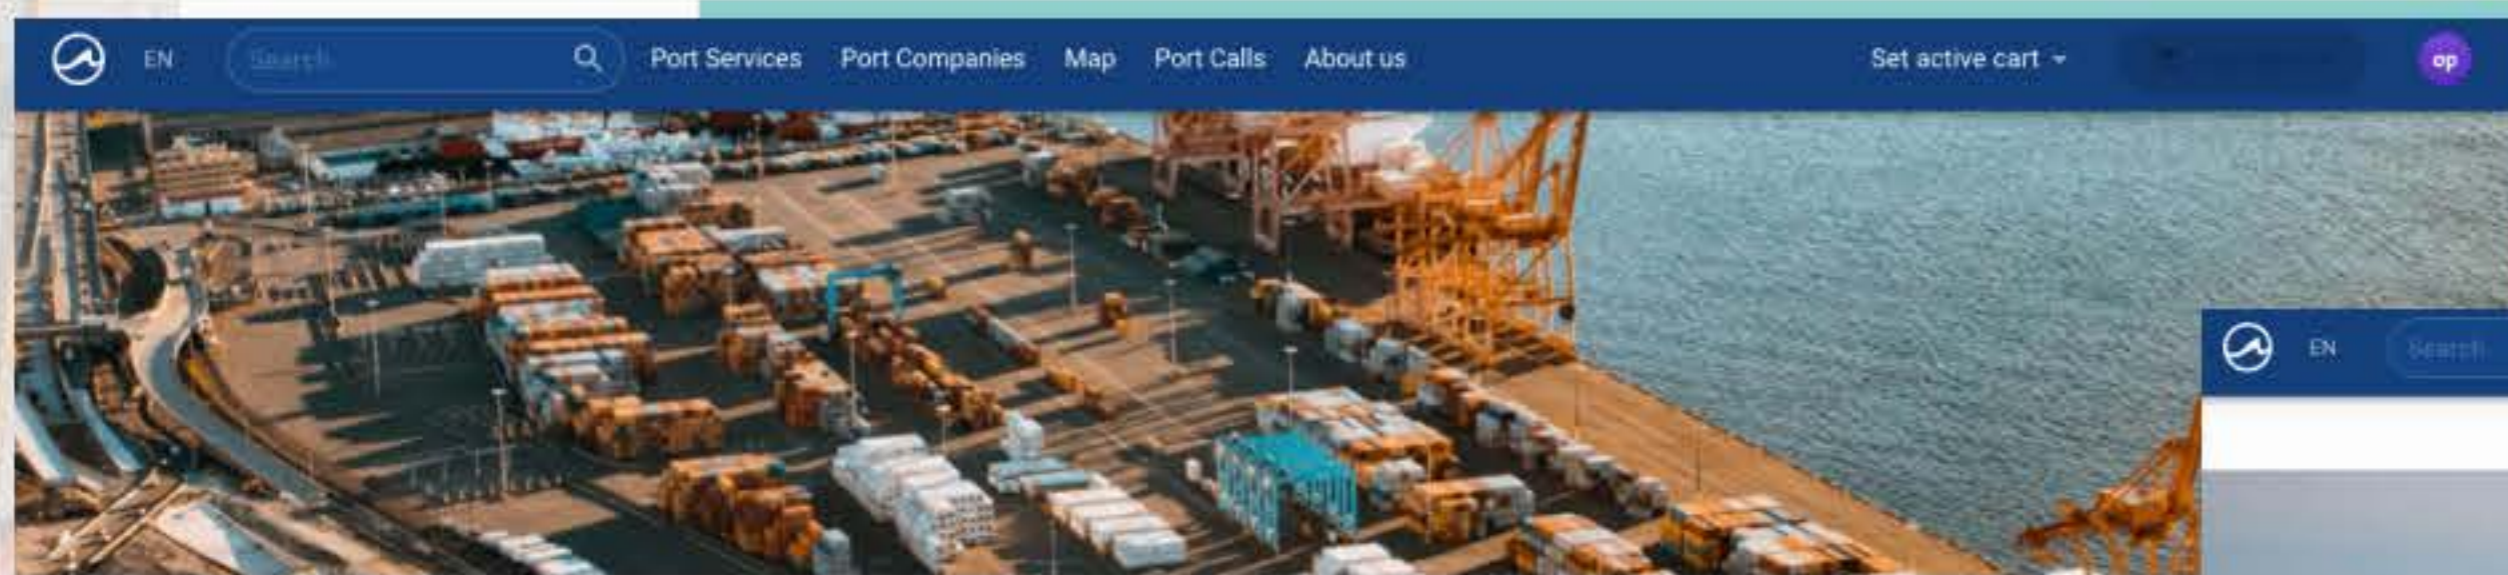 EN Search Port Services Port Companies Map Port Calls About us Set active cart op
EN Search